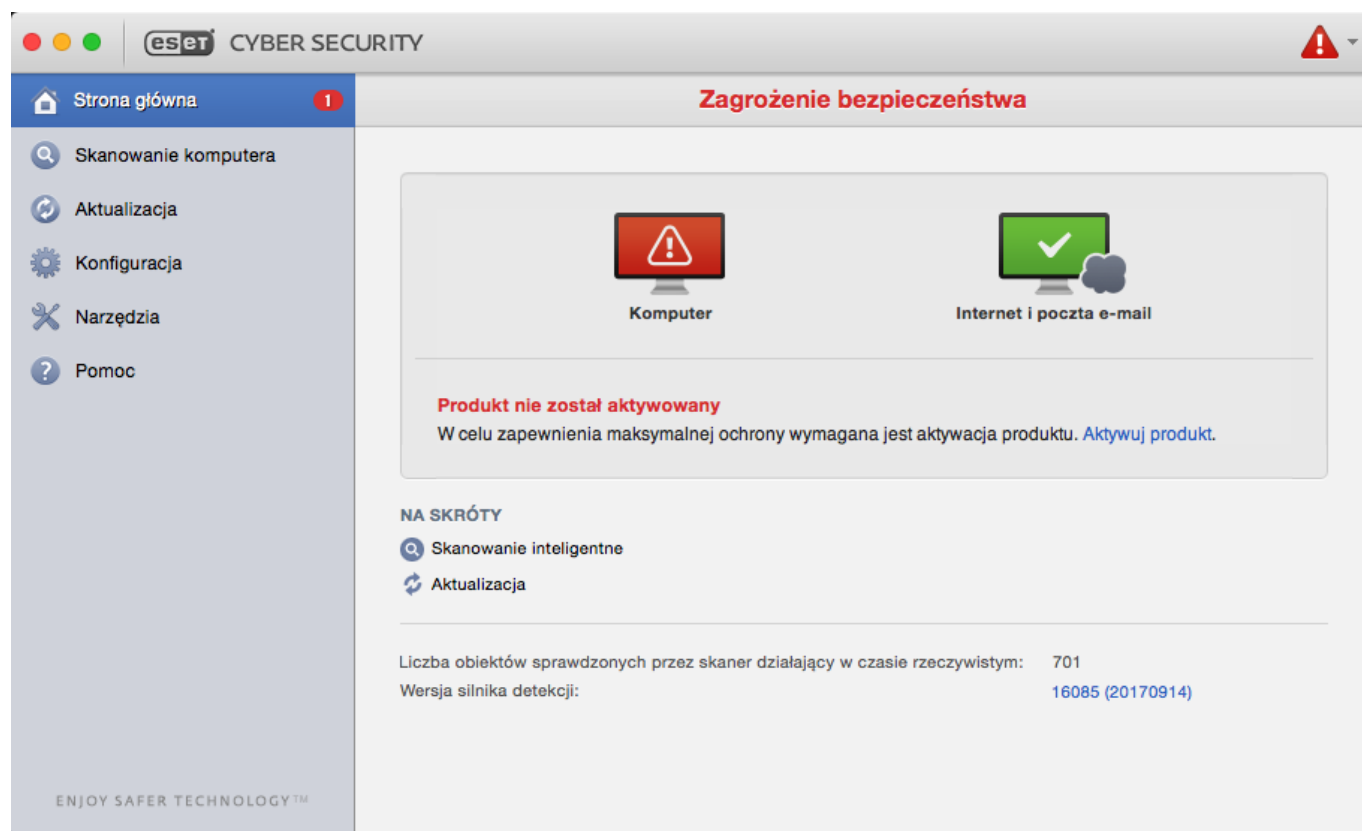 eset CYBER SECURITY
Strona główna 1
Skanowanie komputera
Aktualizacja
Konfiguracja
Narzędzia
Pomoc
ENJOY SAFER TECHNOLOGY™
Zagrożenie bezpieczeństwa
Komputer
Internet i poczta e-mail
Produkt nie został aktywowany
W celu zapewnienia maksymalnej ochrony wymagana jest aktywacja produktu. Aktywuj produkt.
NA SKRÓTY
Skanowanie inteligentne
Aktualizacja
Liczba obiektów sprawdzonych przez skaner działający w czasie rzeczywistym: 701
Wersja silnika detekcji: 16085 (20170914)